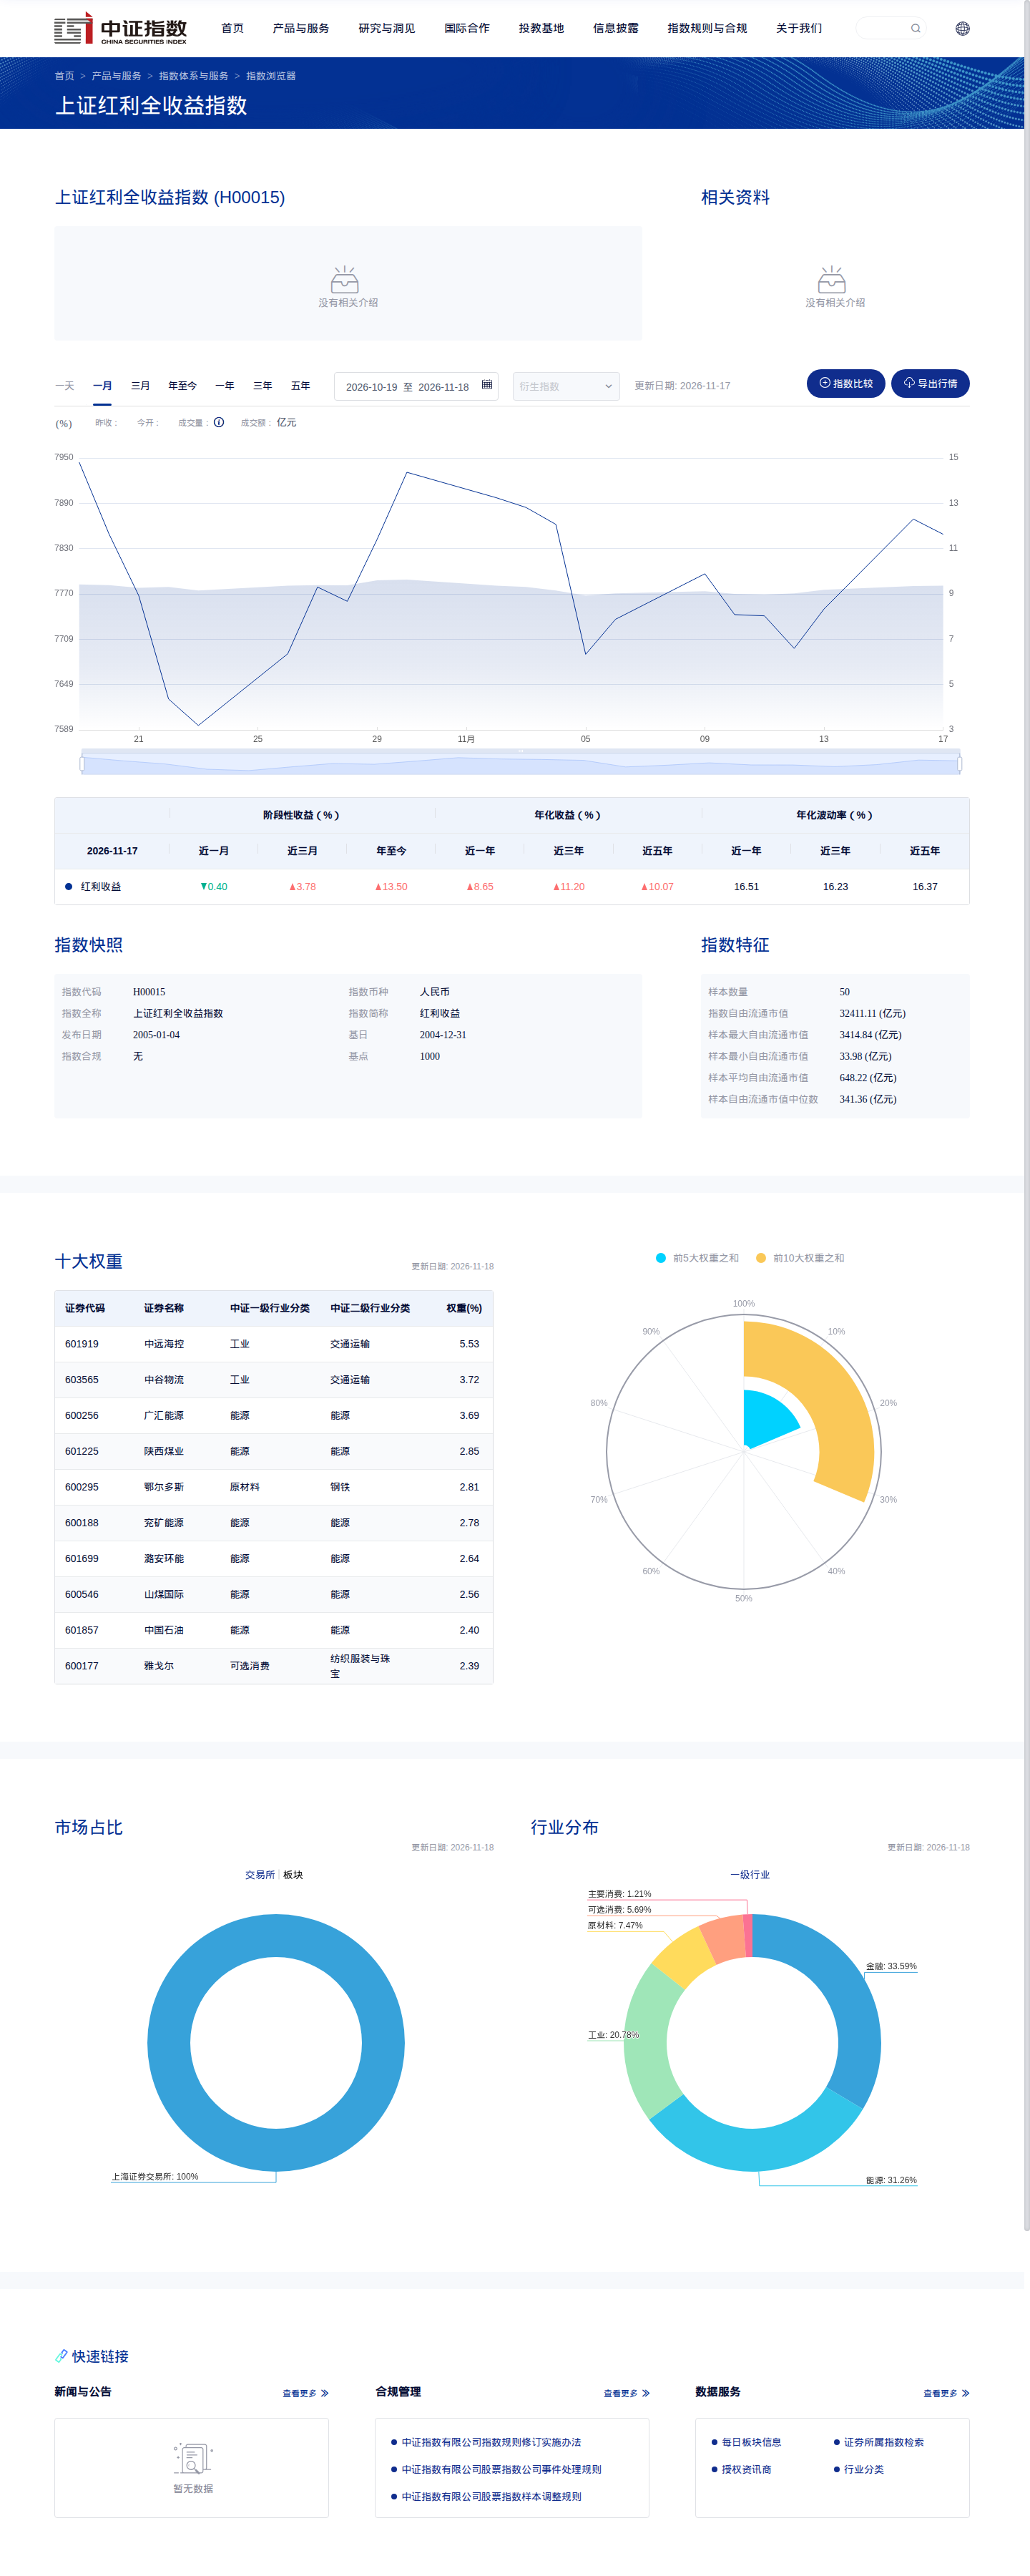 中证指数
CHINA SECURITIES INDEX
首页 产品与服务 研究与洞见 国际合作 投教基地 信息披露 指数规则与合规 关于我们
首页 > 产品与服务 > 指数体系与服务 > 指数浏览器
上证红利全收益指数
上证红利全收益指数 (H00015)
相关资料
没有相关介绍
没有相关介绍
一天 一月 三月 年至今 一年 三年 五年 2026-10-19 至 2026-11-18 衍生指数 更新日期: 2026-11-17 指数比较 导出行情
(%) 昨收： 今开： 成交量： 成交额： 亿元
7950 15
7890 13
7830 11
7770 9
7709 7
7649 5
7589 3
21 25 29 11月 05 09 13 17
阶段性收益（%） 年化收益（%） 年化波动率（%）
2026-11-17 近一月 近三月 年至今 近一年 近三年 近五年 近一年 近三年 近五年
红利收益 ▼0.40 ▲3.78 ▲13.50 ▲8.65 ▲11.20 ▲10.07 16.51 16.23 16.37
指数快照
指数代码 H00015 指数币种 人民币
指数全称 上证红利全收益指数 指数简称 红利收益
发布日期 2005-01-04 基日 2004-12-31
指数合规 无 基点 1000
指数特征
样本数量 50
指数自由流通市值 32411.11 (亿元)
样本最大自由流通市值 3414.84 (亿元)
样本最小自由流通市值 33.98 (亿元)
样本平均自由流通市值 648.22 (亿元)
样本自由流通市值中位数 341.36 (亿元)
十大权重
更新日期: 2026-11-18
证券代码 证券名称 中证一级行业分类 中证二级行业分类 权重(%)
601919 中远海控 工业 交通运输 5.53
603565 中谷物流 工业 交通运输 3.72
600256 广汇能源 能源 能源 3.69
601225 陕西煤业 能源 能源 2.85
600295 鄂尔多斯 原材料 钢铁 2.81
600188 兖矿能源 能源 能源 2.78
601699 潞安环能 能源 能源 2.64
600546 山煤国际 能源 能源 2.56
601857 中国石油 能源 能源 2.40
600177 雅戈尔 可选消费 纺织服装与珠宝 2.39
前5大权重之和 前10大权重之和
100%
90% 10%
80% 20%
70% 30%
60% 40%
50%
市场占比
更新日期: 2026-11-18
交易所 板块
上海证券交易所: 100%
行业分布
更新日期: 2026-11-18
一级行业
主要消费: 1.21%
可选消费: 5.69%
原材料: 7.47%
金融: 33.59%
工业: 20.78%
能源: 31.26%
快速链接
新闻与公告 查看更多
暂无数据
合规管理 查看更多
中证指数有限公司指数规则修订实施办法
中证指数有限公司股票指数公司事件处理规则
中证指数有限公司股票指数样本调整规则
数据服务 查看更多
每日板块信息 证券所属指数检索
授权资讯商 行业分类